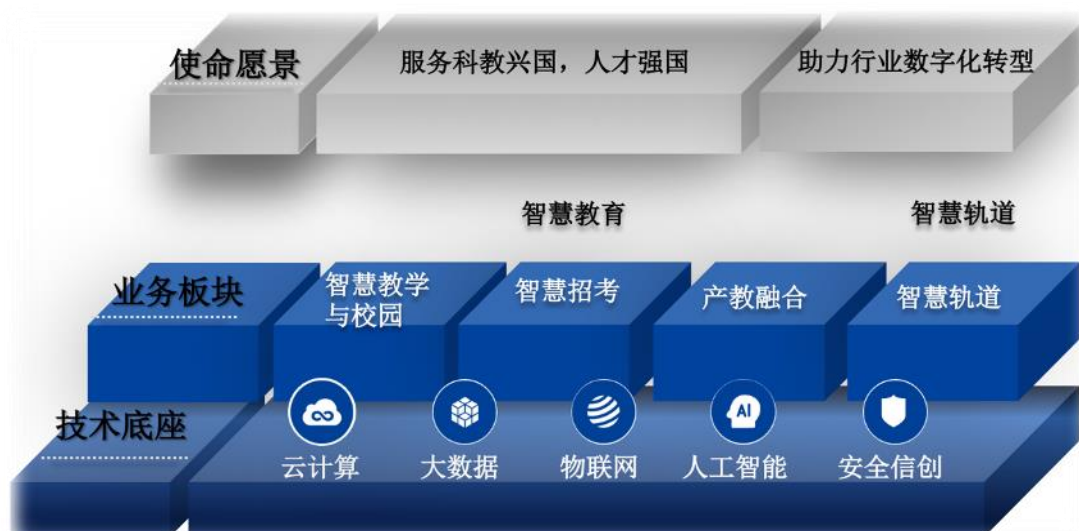 使命愿景
服务科教兴国，人才强国
助力行业数字化转型
智慧教育
智慧轨道
业务板块
智慧教学
与校园
智慧招考
产教融合
智慧轨道
技术底座
AI
云计算
大数据
物联网
人工智能
安全信创